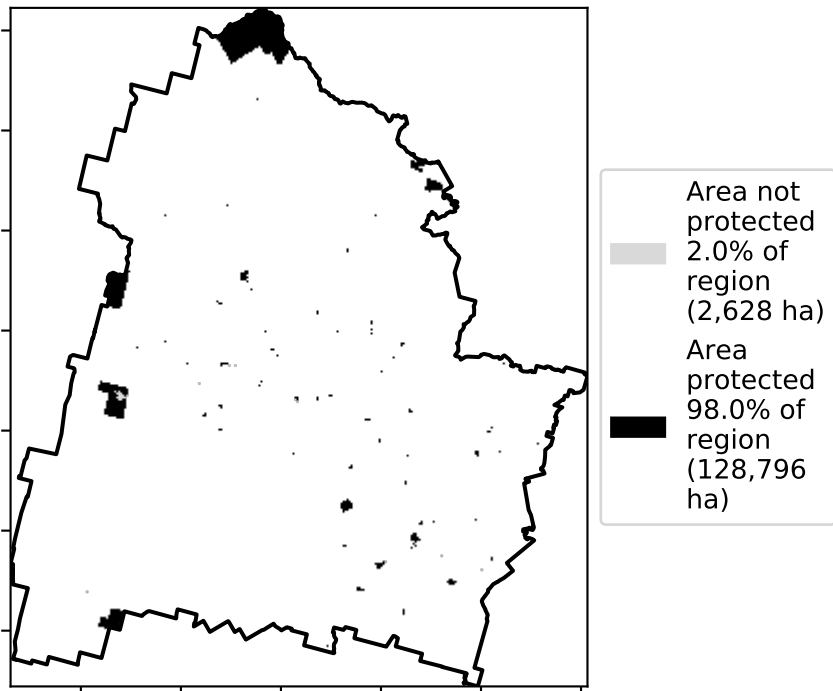 Area not
protected
2.0% of
region
(2,628 ha)
Area
protected
98.0% of
region
(128,796
ha)